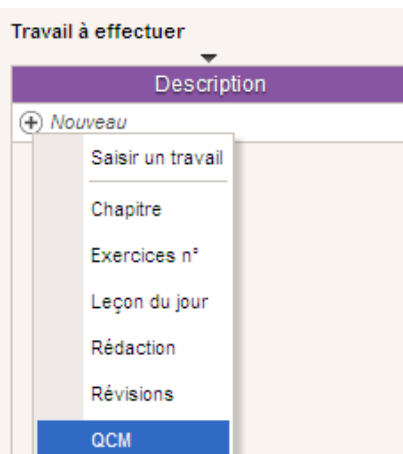 Travail à effectuer
Description
Nouveau
Saisir un travail
Chapitre
Exercices n°
Leçon du jour
Rédaction
Révisions
QCM